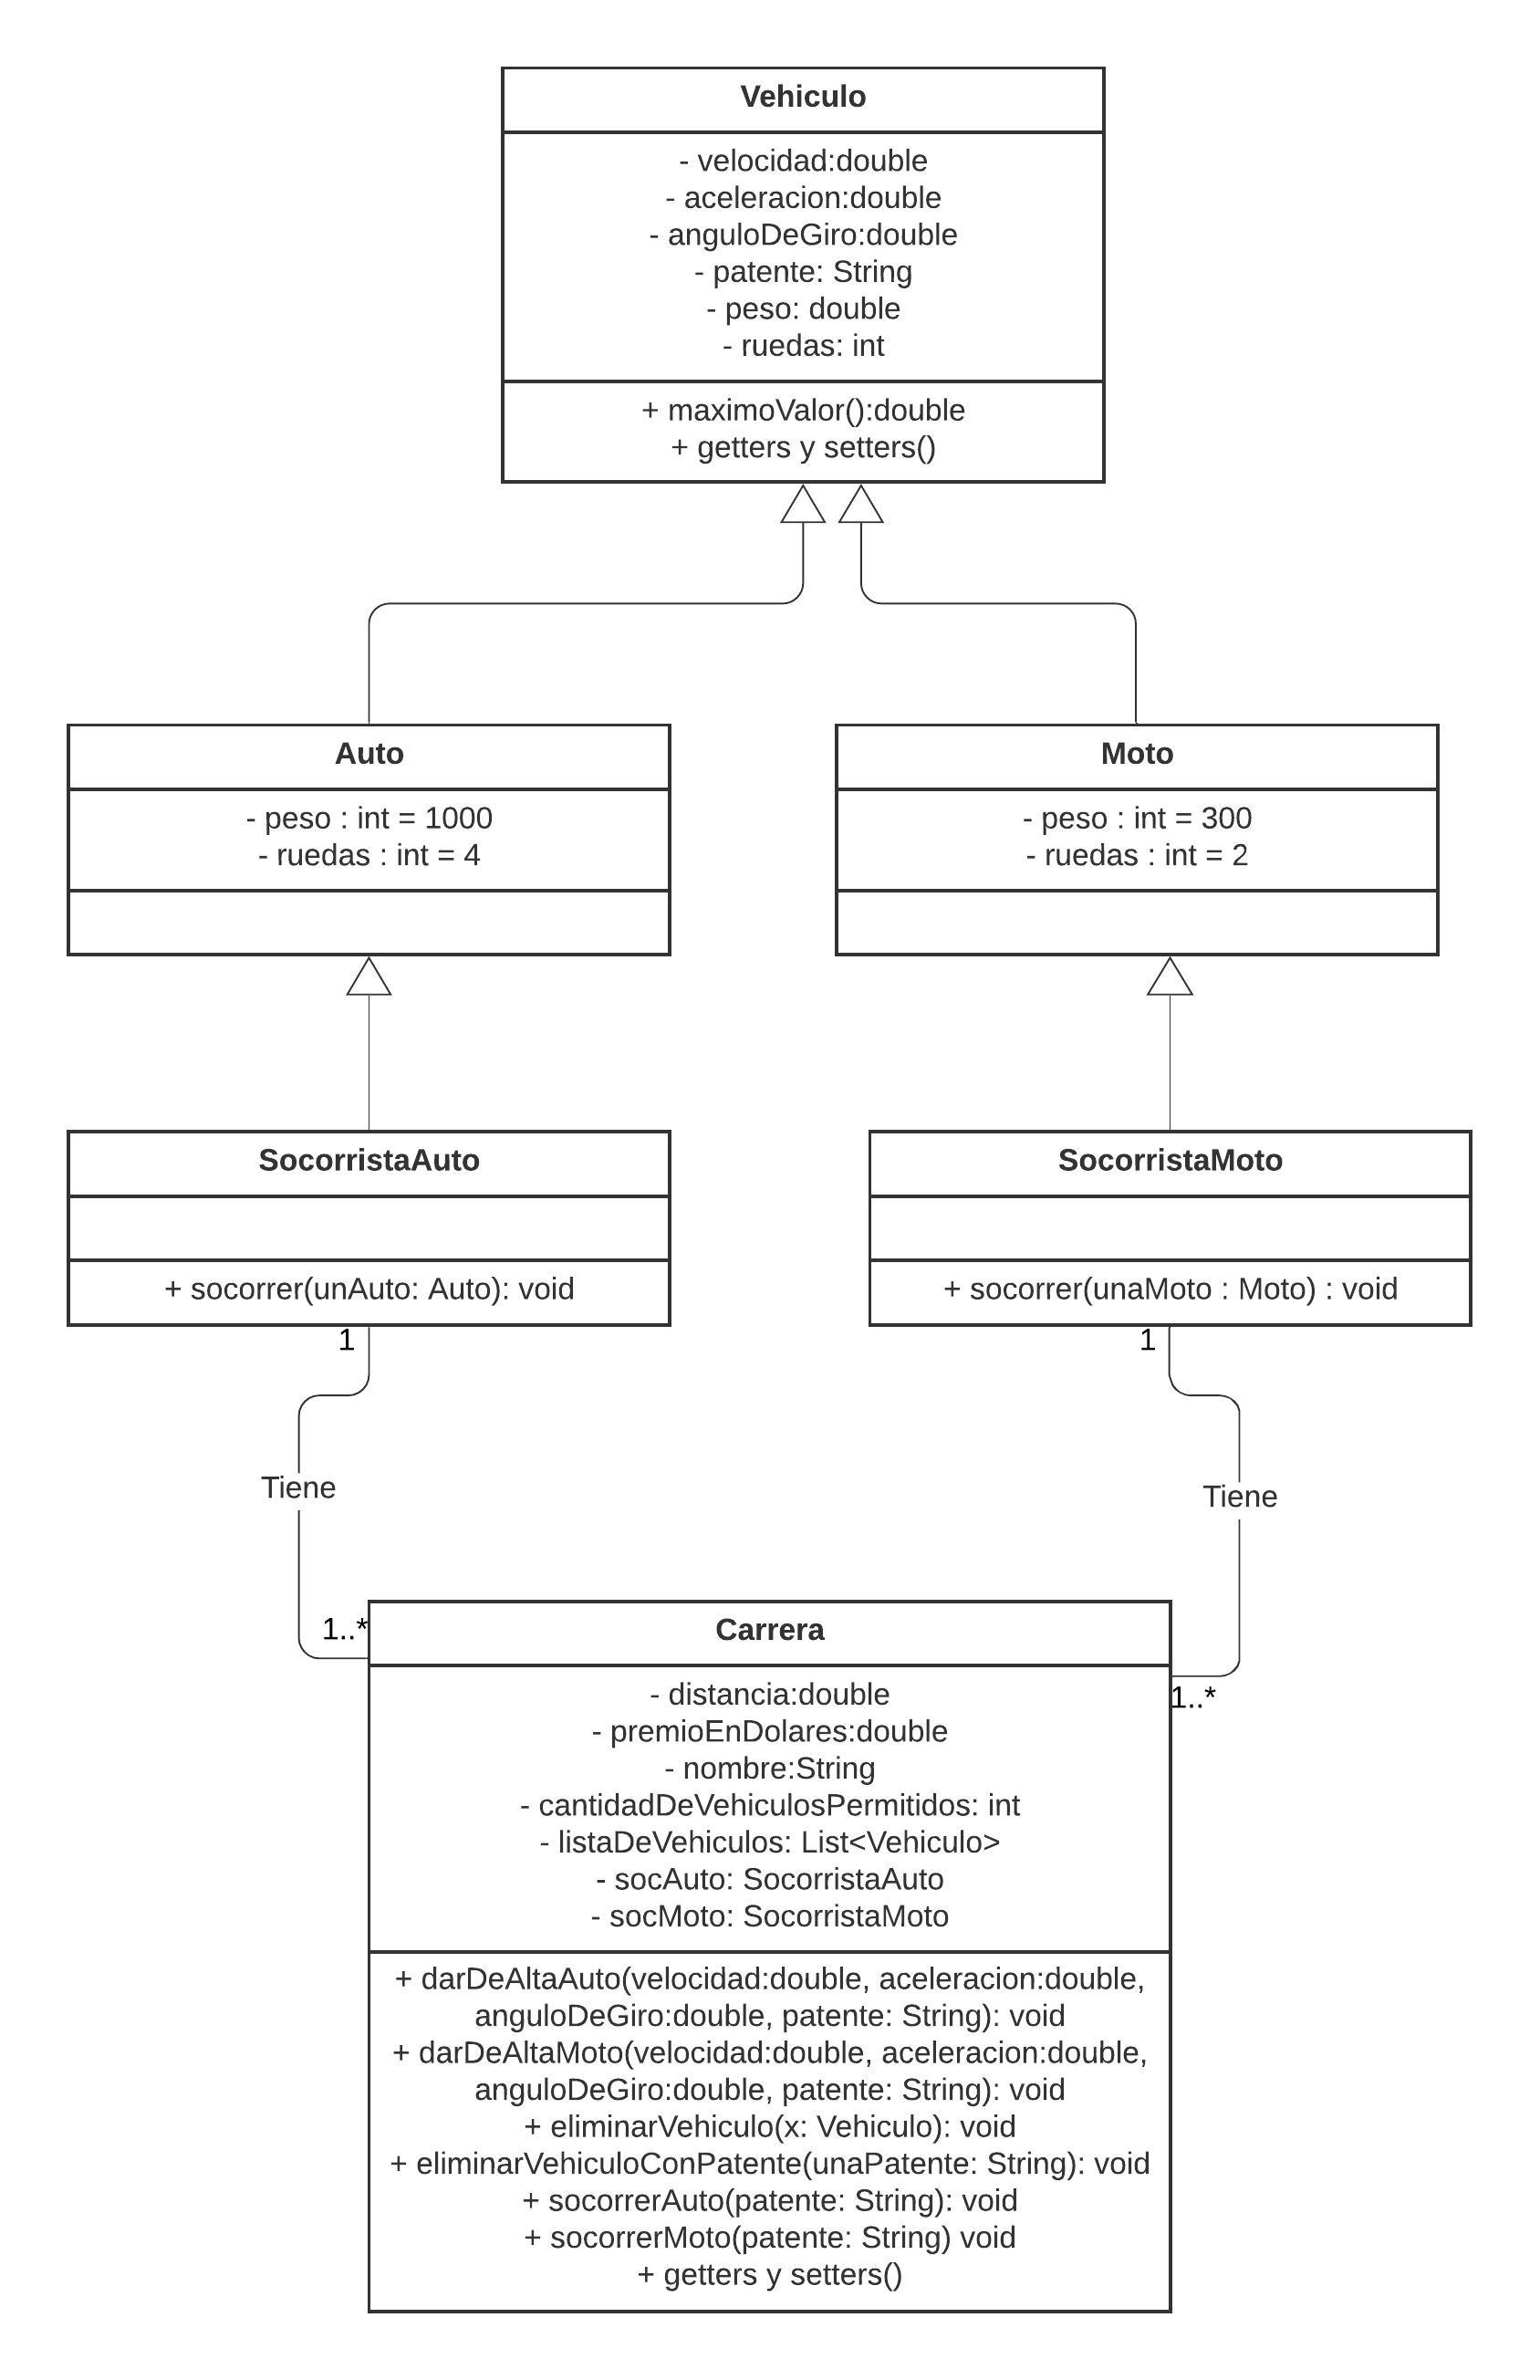 Vehiculo
- velocidad:double
- aceleracion:double
- anguloDeGiro:double
- patente: String
- peso: double
- ruedas: int
+ maximoValor():double
+ getters y setters()
Auto
- peso : int = 1000
- ruedas : int = 4
Moto
- peso : int = 300
- ruedas : int = 2
SocorristaAuto
+ socorrer(unAuto: Auto): void
SocorristaMoto
+ socorrer(unaMoto : Moto) : void
1
1
Tiene
Tiene
1..*
1..*
Carrera
- distancia:double
- premioEnDolares:double
- nombre:String
- cantidadDeVehiculosPermitidos: int
- listaDeVehiculos: List<Vehiculo>
- socAuto: SocorristaAuto
- socMoto: SocorristaMoto
+ darDeAltaAuto(velocidad:double, aceleracion:double,
anguloDeGiro:double, patente: String): void
+ darDeAltaMoto(velocidad:double, aceleracion:double,
anguloDeGiro:double, patente: String): void
+ eliminarVehiculo(x: Vehiculo): void
+ eliminarVehiculoConPatente(unaPatente: String): void
+ socorrerAuto(patente: String): void
+ socorrerMoto(patente: String) void
+ getters y setters()